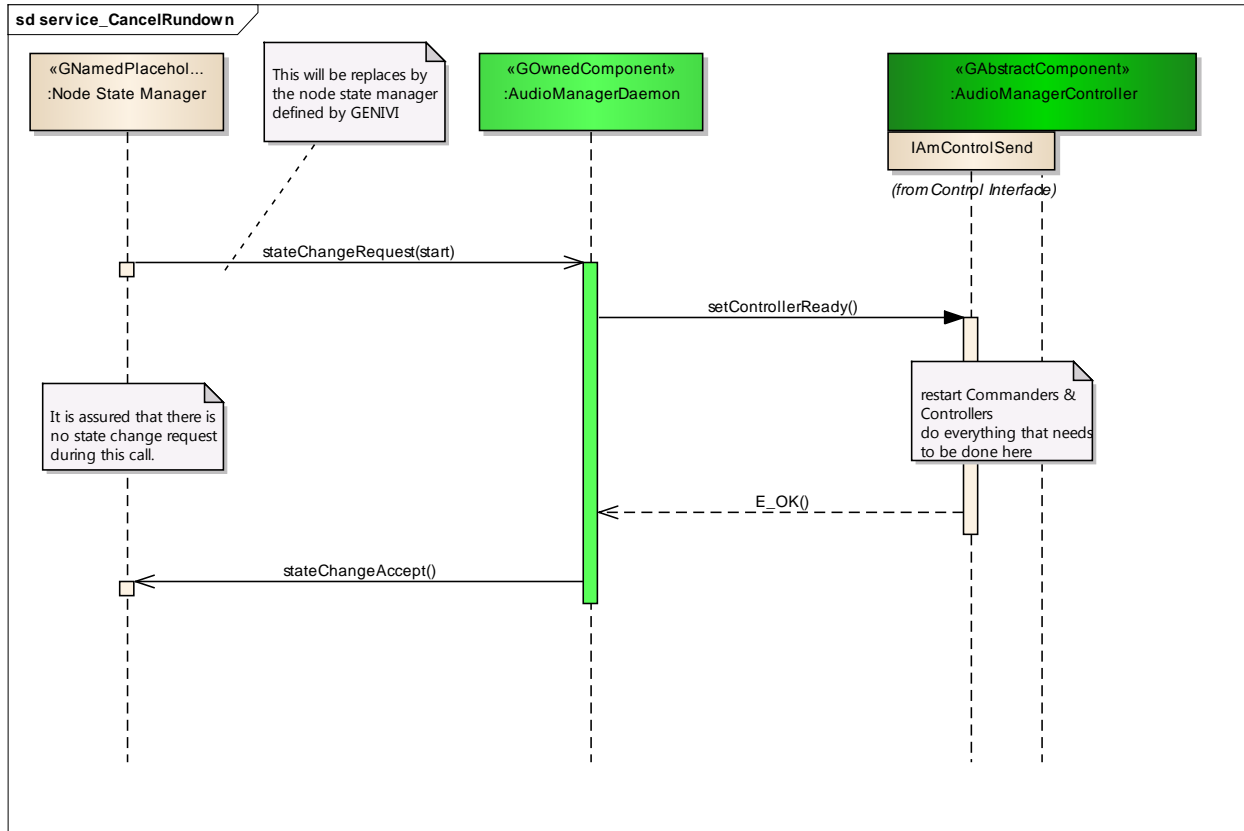 sd service_CancelRundown
«GNamedPlacehol...
:Node State Manager
This will be replaces by
the node state manager
defined by GENIVI
«GOwnedComponent»
:AudioManagerDaemon
«GAbstractComponent»
:AudioManagerController
IAmControlSend
(from Control Interface)
stateChangeRequest(start)
setControllerReady()
It is assured that there is
no state change request
during this call.
restart Commanders &
Controllers
do everything that needs
to be done here
E_OK()
stateChangeAccept()